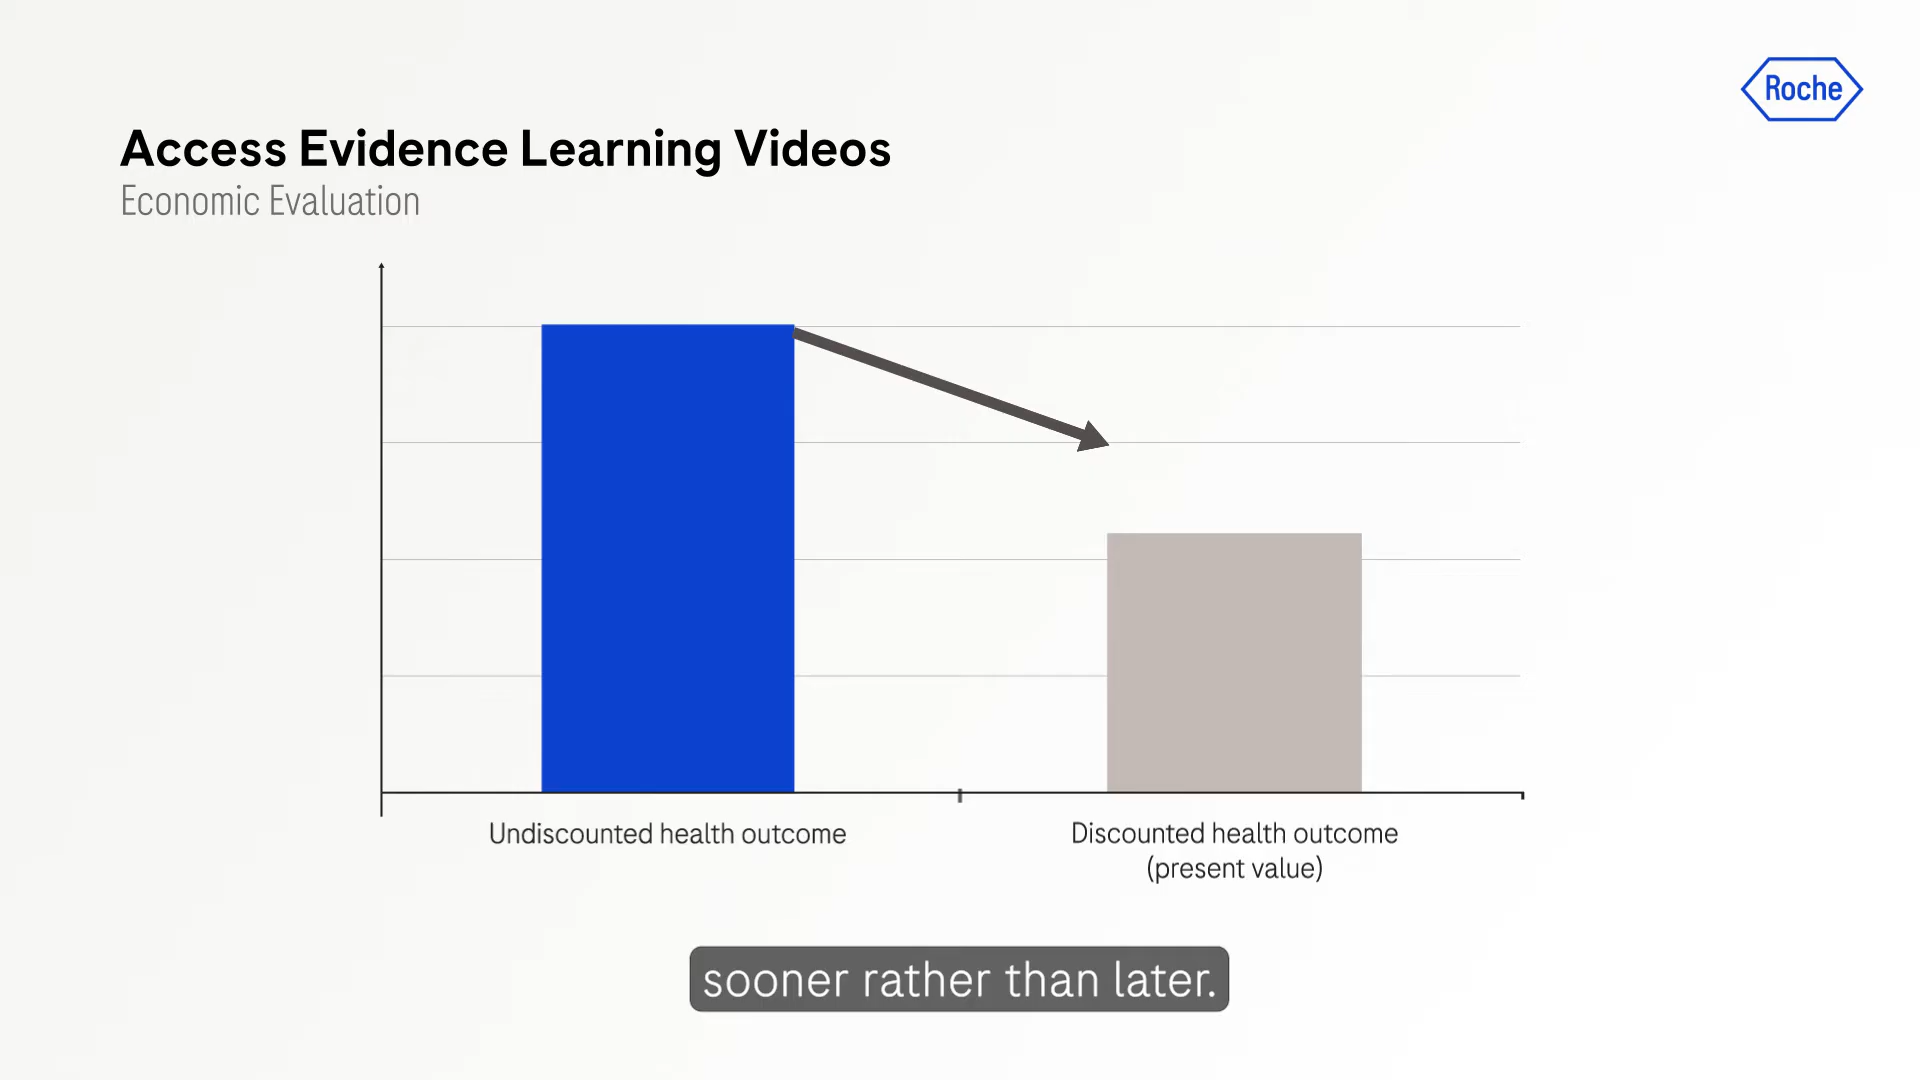 Roche
Access Evidence Learning Videos
Economic Evaluation
Undiscounted health outcome
Discounted health outcome
(present value)
sooner rather than later.